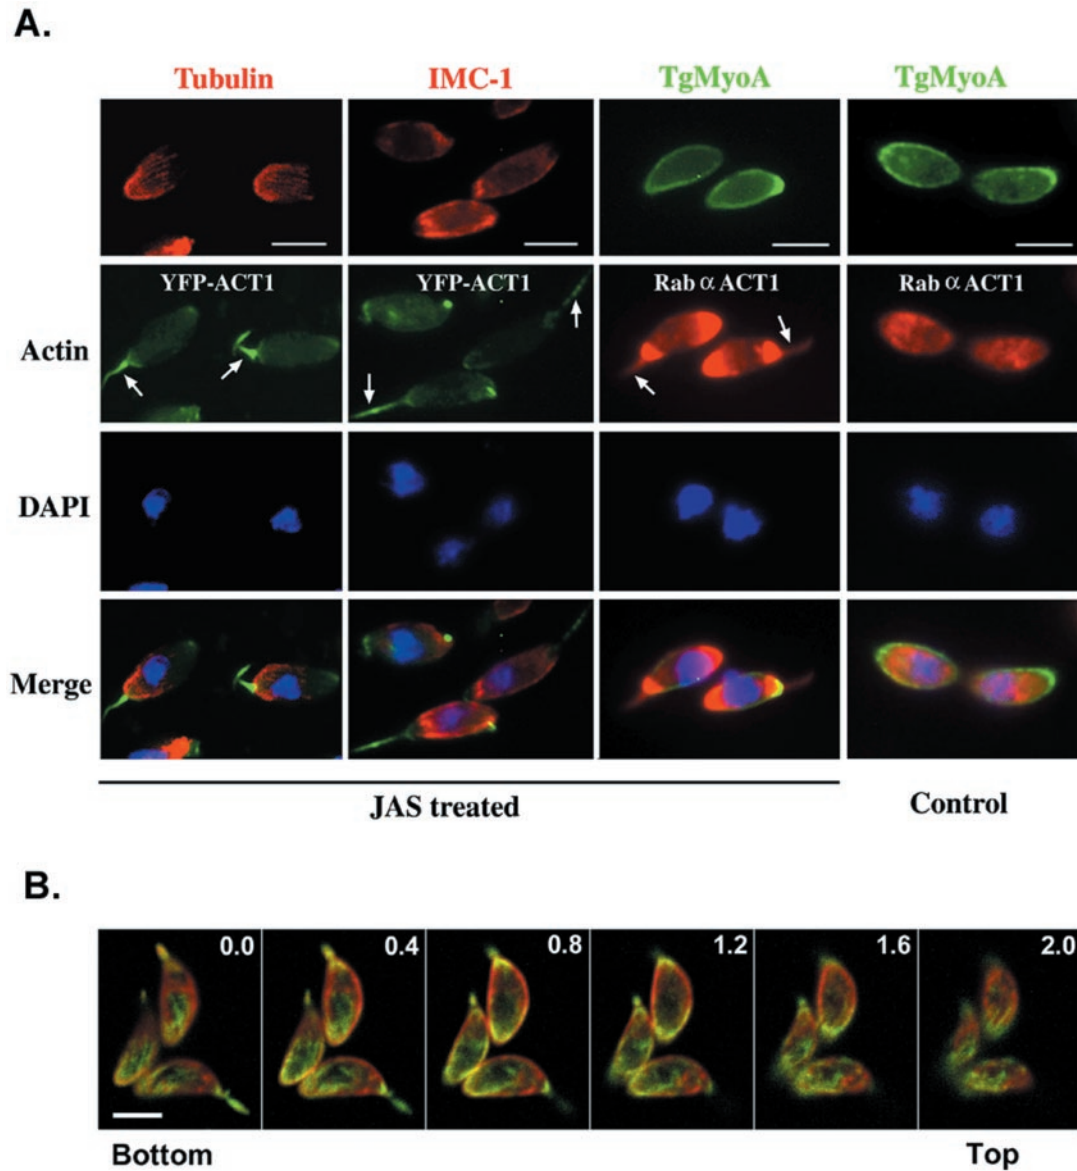 A.
Tubulin IMC-1 TgMyoA TgMyoA
YFP-ACT1 YFP-ACT1 Rab α ACT1 Rab α ACT1
Actin
DAPI
Merge
JAS treated Control
B.
0.0 0.4 0.8 1.2 1.6 2.0
Bottom Top